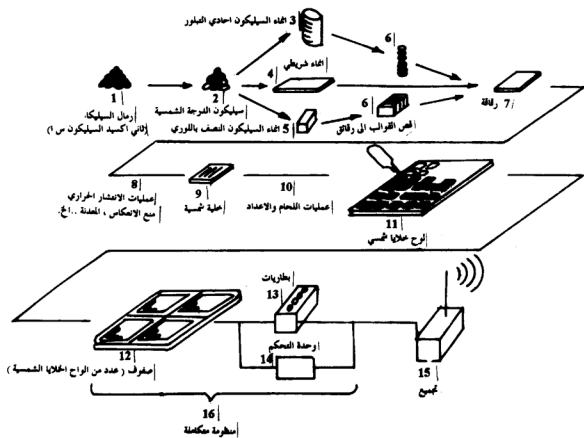 3 انماء السيليكون احادي التبلور
6
4 انماء شريطي
1 رمال السيليكا،
(ثاني اكسيد السيليكون س ا)
2 سيليكون الدرجة الشمسية
5 انماء السيليكون النصف باللوري
6 قص القوالب الى رقائق
7 رقاقة
8 عمليات الانتشار الحراري
منع الانعكاس ، المعدنة ..الخ.
9 خلية شمسية
10 عمليات اللحام والاعداد
11 لوح خلايا شمسي
12 صفوف ( عدد من الواح الخلايا الشمسية )
بطاريات 13
وحدة التحكم 14
15 تجميع
16 منظومة متكاملة